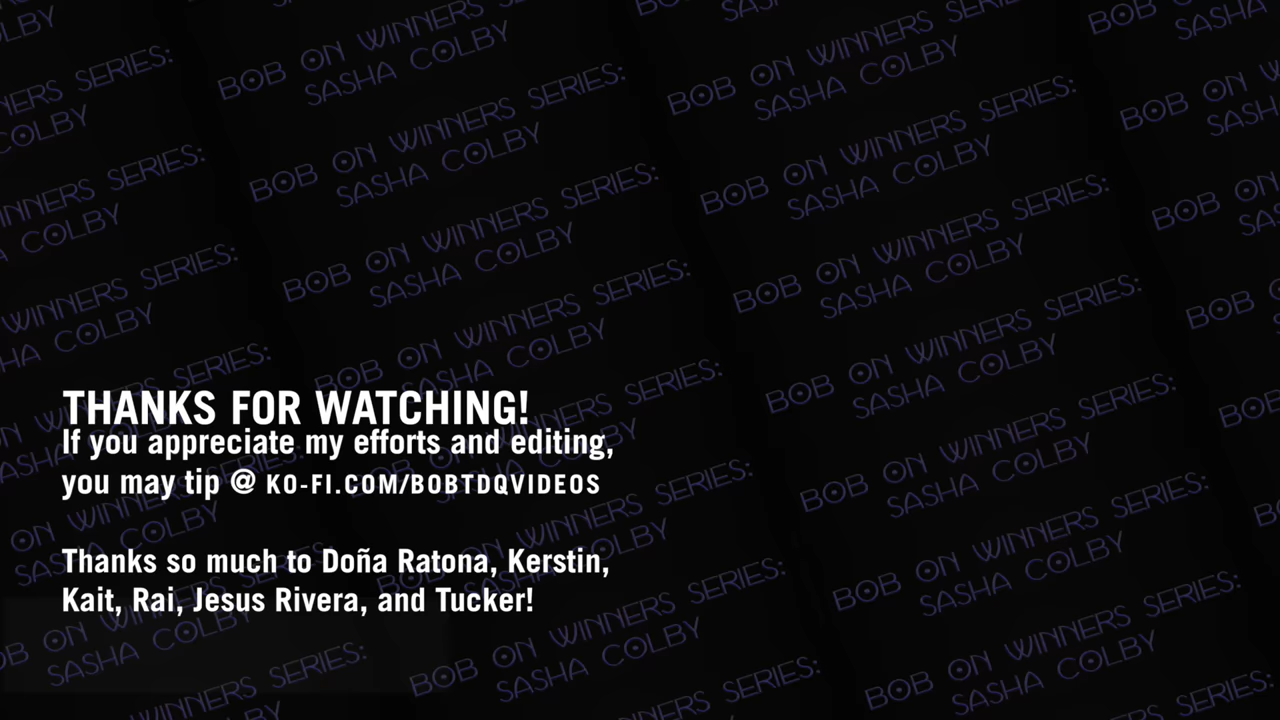 THANKS FOR WATCHING!
If you appreciate my efforts and editing,
you may tip @ KO-FI.COM/BOBTDQVIDEOS
Thanks so much to Doña Ratona, Kerstin,
Kait, Rai, Jesus Rivera, and Tucker!
BOB ON WINNERS SERIES:
SASHA COLBY